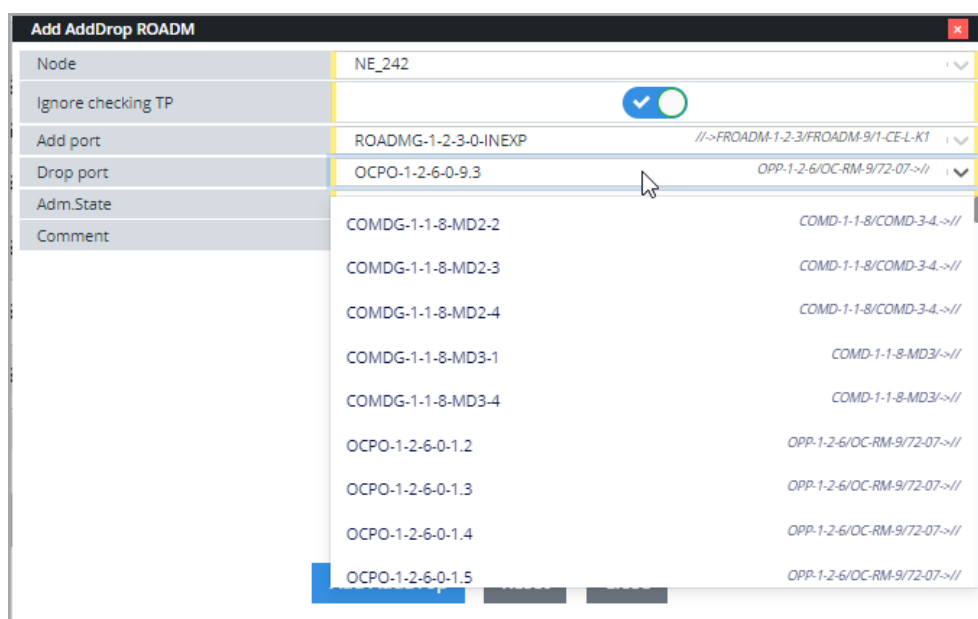 Add AddDrop ROADM
Node NE_242
Ignore checking TP
Add port ROADMG-1-2-3-0-INEXP //->FROADM-1-2-3/FROADM-9/1-CE-L-K1
Drop port OCPO-1-2-6-0-9.3 OPP-1-2-6/OC-RM-9/72-07->//
Adm.State
Comment
COMDG-1-1-8-MD2-2 COMD-1-1-8/COMD-3-4.->//
COMDG-1-1-8-MD2-3 COMD-1-1-8/COMD-3-4.->//
COMDG-1-1-8-MD2-4 COMD-1-1-8/COMD-3-4.->//
COMDG-1-1-8-MD3-1 COMD-1-1-8-MD3/->//
COMDG-1-1-8-MD3-4 COMD-1-1-8-MD3/->//
OCPO-1-2-6-0-1.2 OPP-1-2-6/OC-RM-9/72-07->//
OCPO-1-2-6-0-1.3 OPP-1-2-6/OC-RM-9/72-07->//
OCPO-1-2-6-0-1.4 OPP-1-2-6/OC-RM-9/72-07->//
OCPO-1-2-6-0-1.5 OPP-1-2-6/OC-RM-9/72-07->//